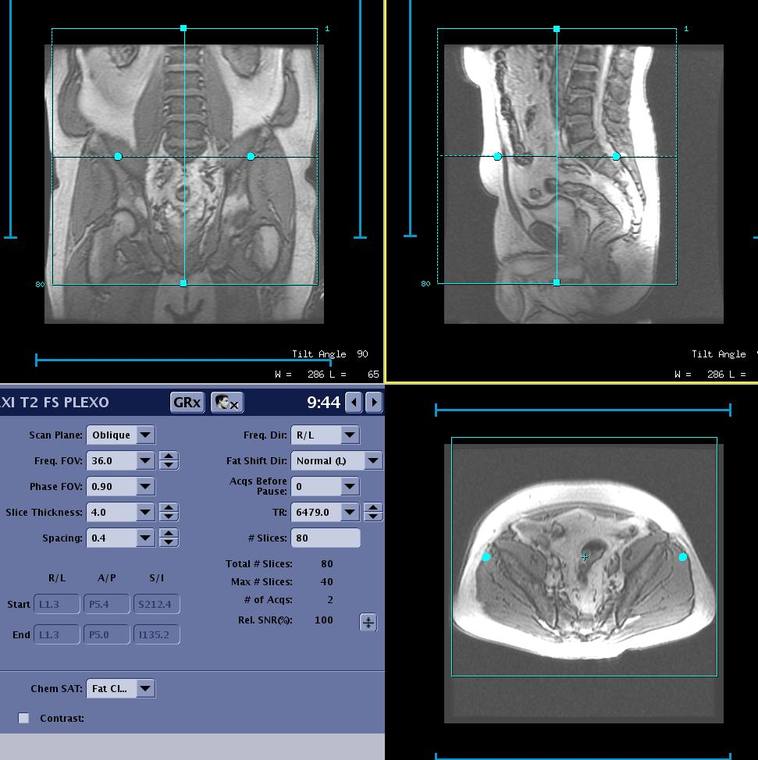 1
80
Tilt Angle 90
W = 286 L = 65
1
80
Tilt Angle
W = 286 L =
XI T2 FS PLEXO
GRx
9:44
Scan Plane: Oblique
Freq. Dir: R/L
Freq. FOV: 36.0
Fat Shift Dir: Normal (L)
Phase FOV: 0.90
Acqs Before
Pause: 0
Slice Thickness: 4.0
TR: 6479.0
Spacing: 0.4
# Slices: 80
Total # Slices: 80
Max # Slices: 40
# of Acqs: 2
Rel. SNR(%): 100
R/L A/P S/I
Start L1.3 P5.4 S212.4
End L1.3 P5.0 I135.2
Chem SAT: Fat Cl...
Contrast: